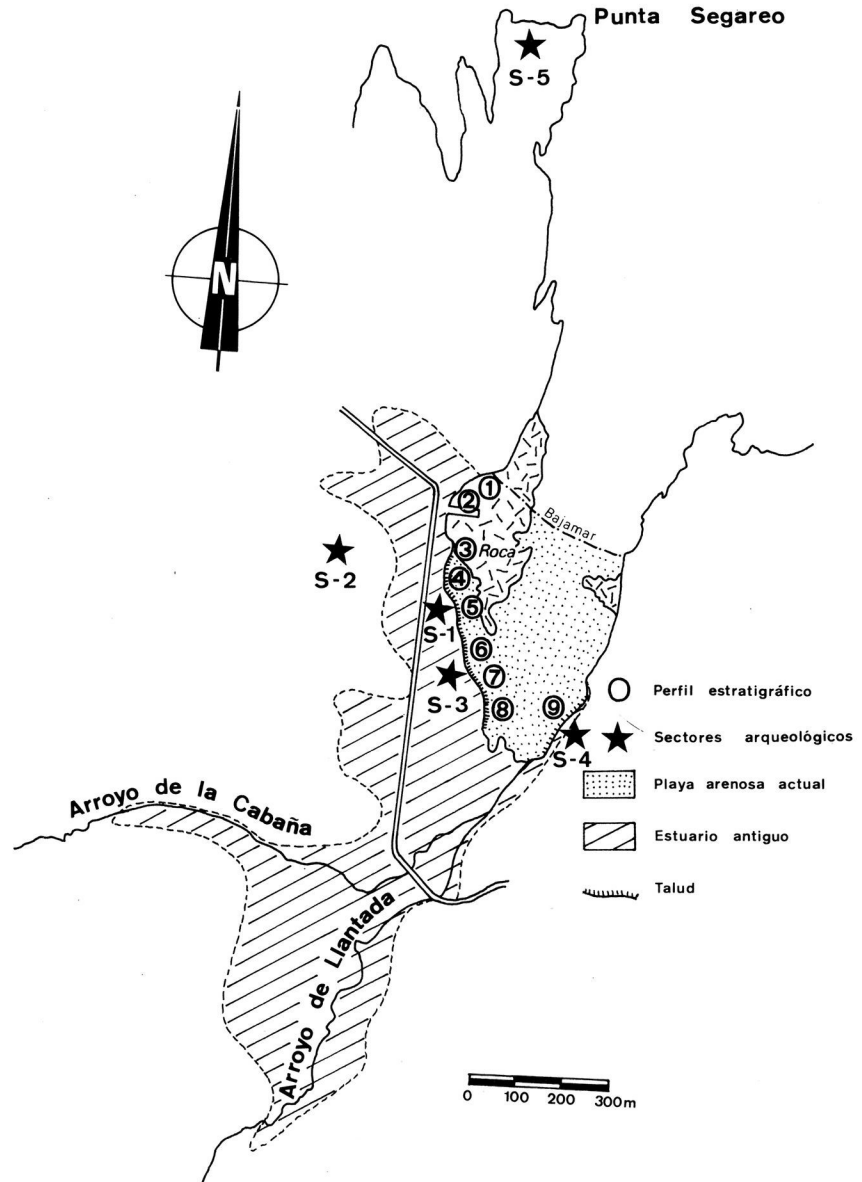 Punta Segareo
S-5
N
1
2
Bajamar
3 Roca
4
S-2
5
S-1
6
7
S-3
8
9
S-4
Perfil estratigráfico
Sectores arqueológicos
Playa arenosa actual
Estuario antiguo
Talud
Arroyo de la Cabaña
Arroyo de Llantada
0 100 200 300m